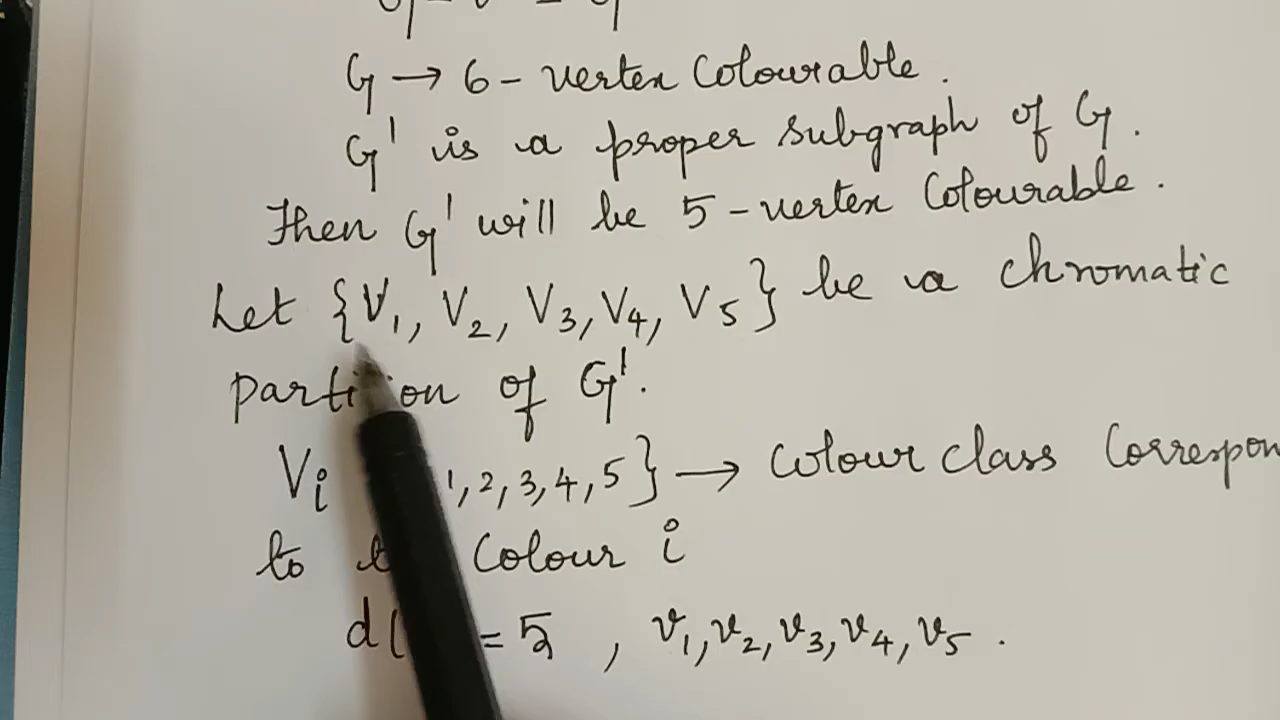 G → 6 - vertex Colourable.
G' is a proper subgraph of G.
Then G' will be 5 - vertex Colourable.
Let {V1, V2, V3, V4, V5} be a chromatic
partition of G'.
Vi 1, 2, 3, 4, 5} → Colour class Correspon
to Colour i
d( = 5 , v1, v2, v3, v4, v5 .